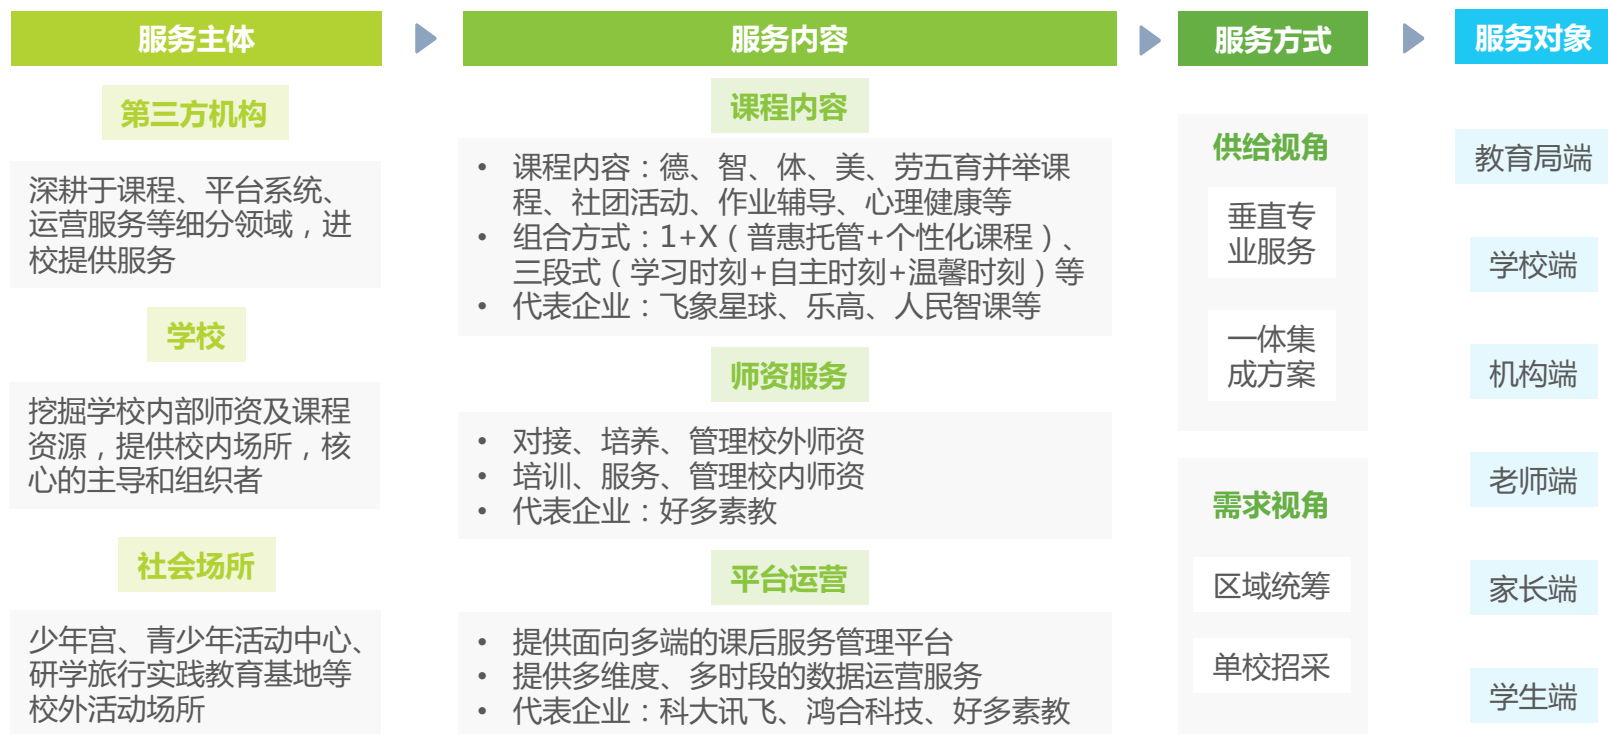 服务主体
第三方机构
深耕于课程、平台系统、
运营服务等细分领域，进
校提供服务
学校
挖掘学校内部师资及课程
资源，提供校内场所，核
心的主导和组织者
社会场所
少年宫、青少年活动中心、
研学旅行实践教育基地等
校外活动场所
服务内容
课程内容
• 课程内容：德、智、体、美、劳五育并举课
程、社团活动、作业辅导、心理健康等
• 组合方式：1+X（普惠托管+个性化课程）、
三段式（学习时刻+自主时刻+温馨时刻）等
• 代表企业：飞象星球、乐高、人民智课等
师资服务
• 对接、培养、管理校外师资
• 培训、服务、管理校内师资
• 代表企业：好多素教
平台运营
• 提供面向多端的课后服务管理平台
• 提供多维度、多时段的数据运营服务
• 代表企业：科大讯飞、鸿合科技、好多素教
服务方式
供给视角
垂直专
业服务
一体集
成方案
需求视角
区域统筹
单校招采
服务对象
教育局端
学校端
机构端
老师端
家长端
学生端